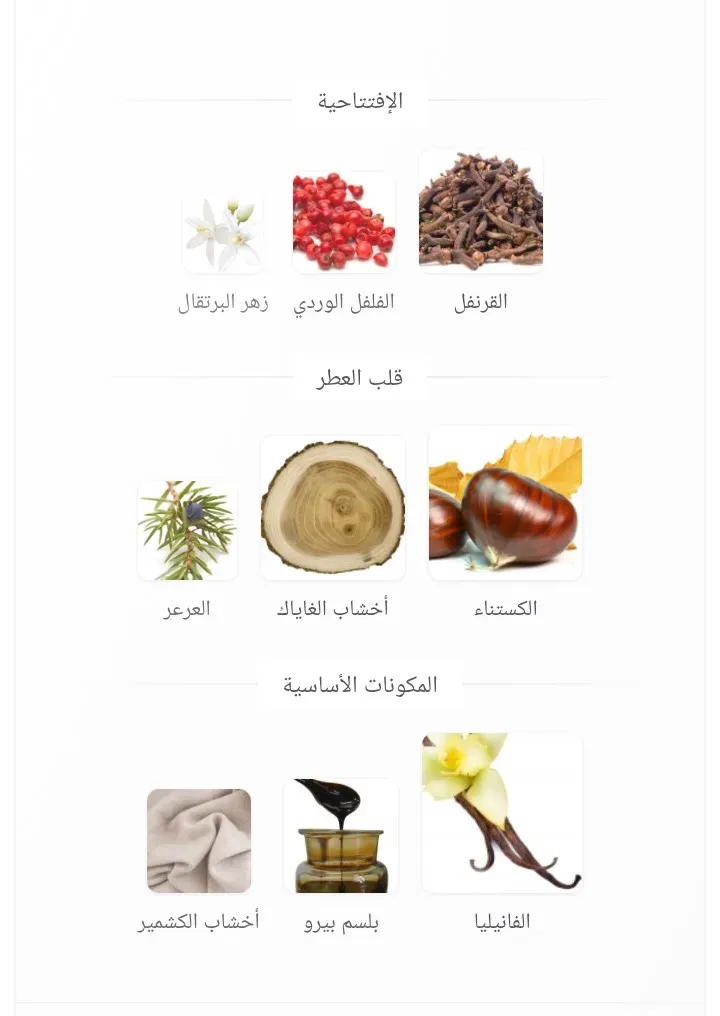 الإفتتاحية
القرنفل الفلفل الوردي زهر البرتقال
قلب العطر
الكستناء أخشاب الغاياك العرعر
المكونات الأساسية
الفانيليا بلسم بيرو أخشاب الكشمير